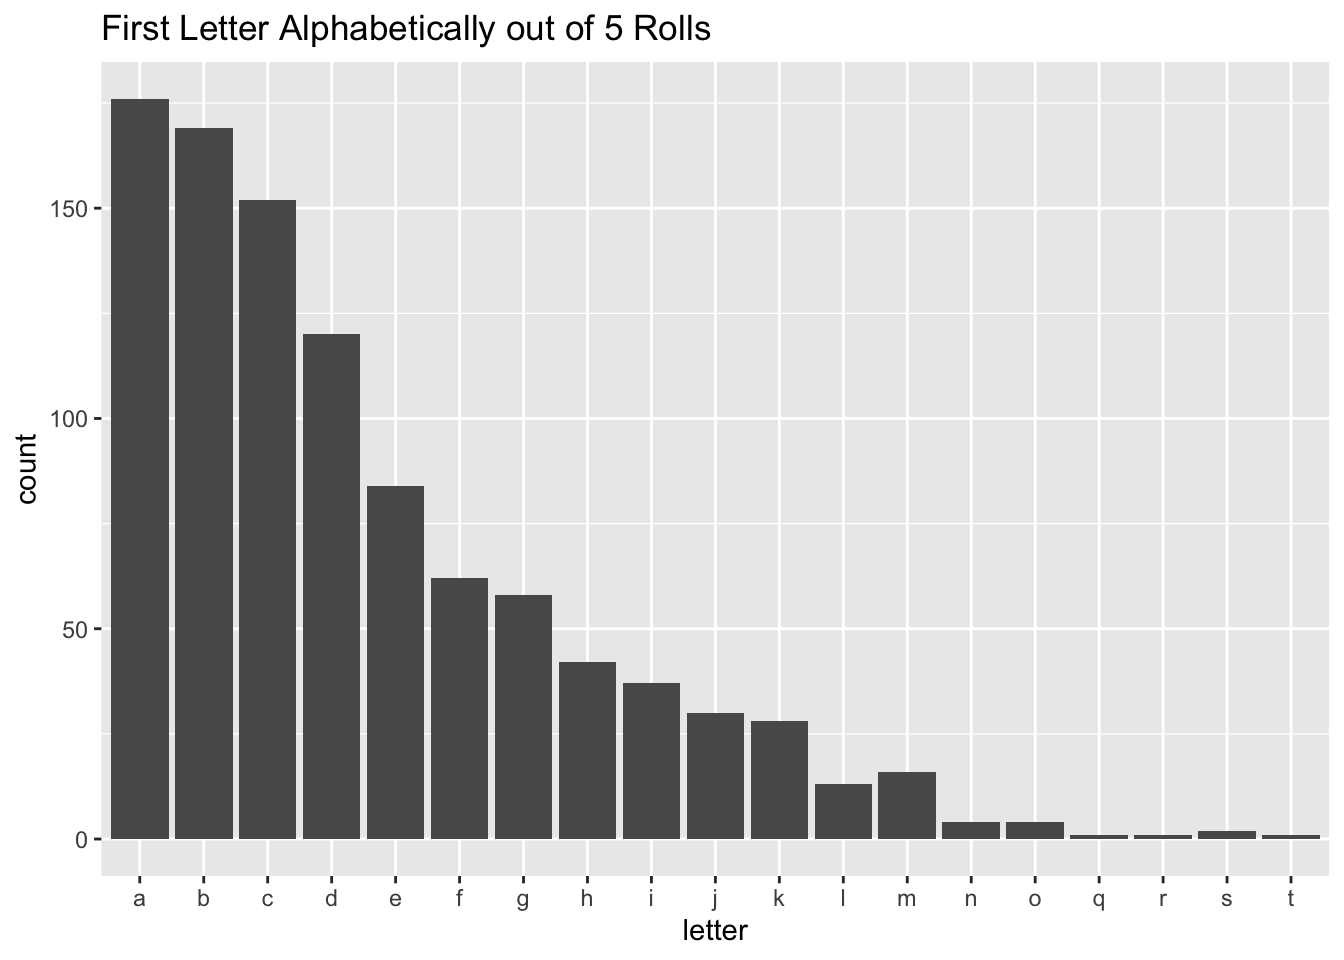 First Letter Alphabetically out of 5 Rolls
150
100
50
0
count
a b c d e f g h i j k l m n o q r s t
letter